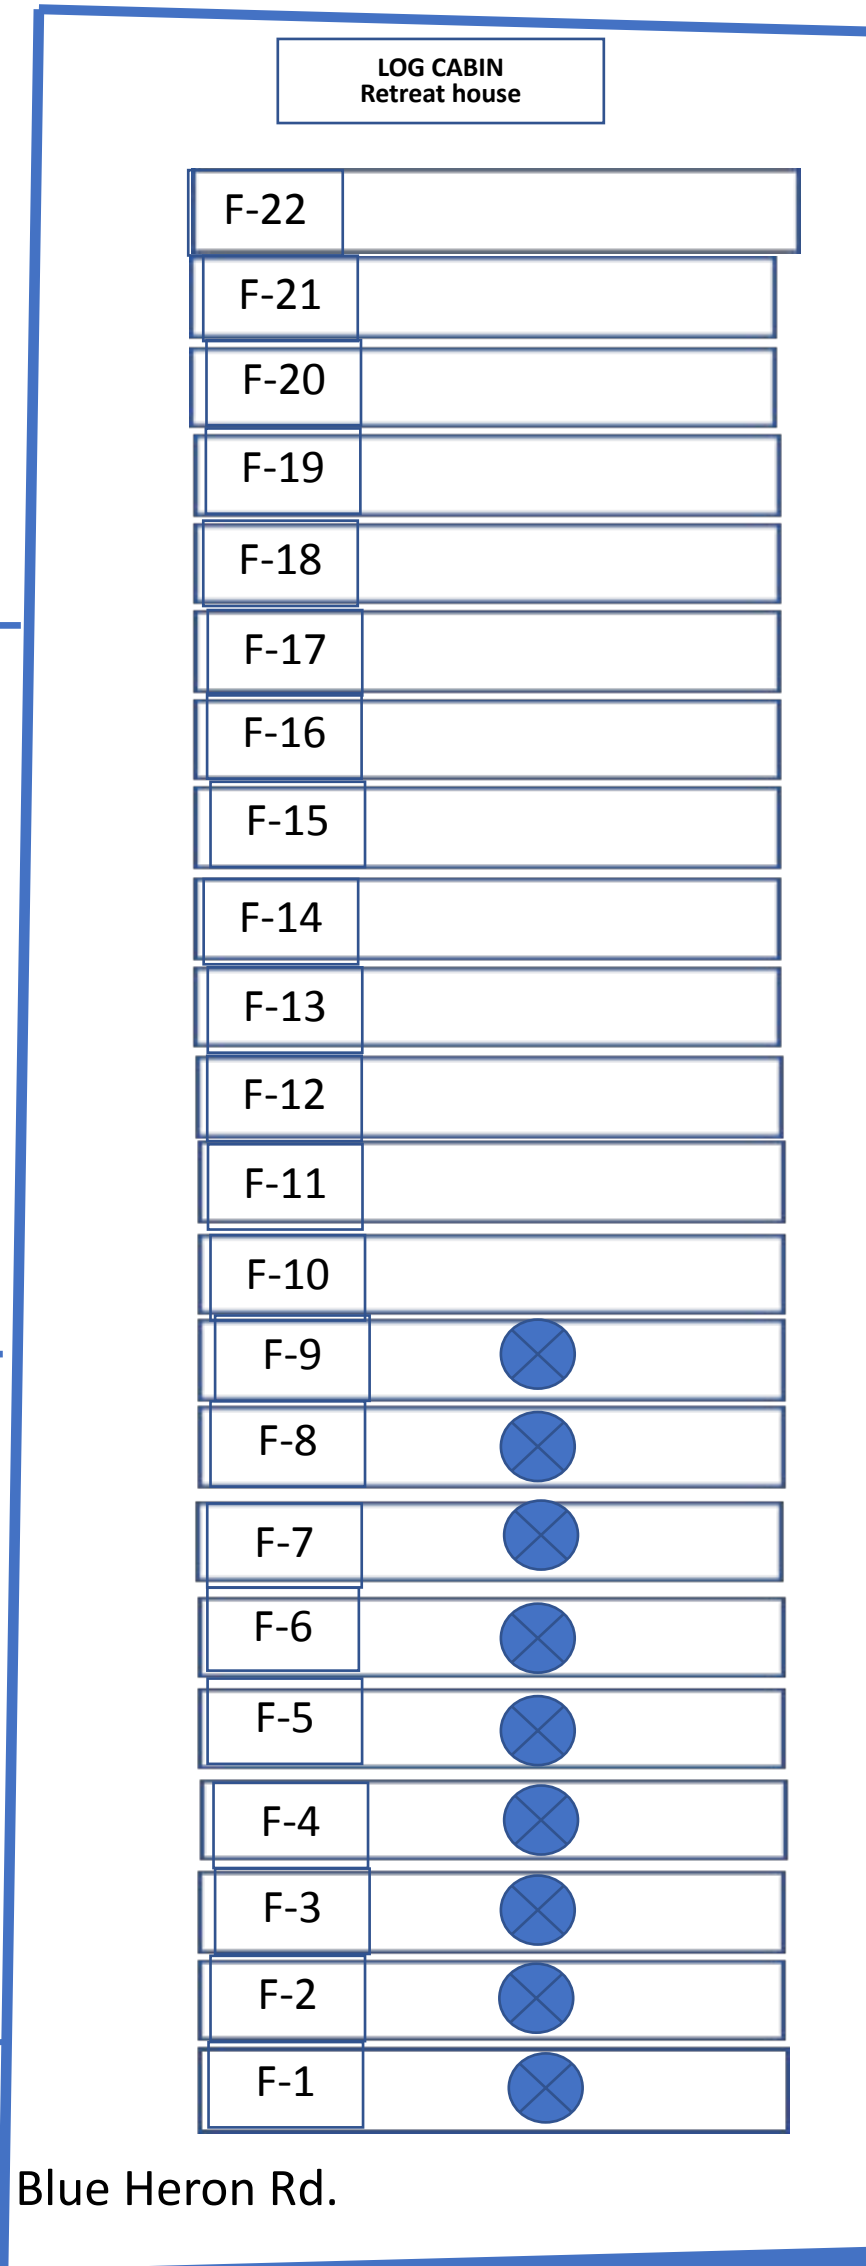 LOG CABIN
Retreat house
F-22
F-21
F-20
F-19
F-18
F-17
F-16
F-15
F-14
F-13
F-12
F-11
F-10
F-9
F-8
F-7
F-6
F-5
F-4
F-3
F-2
F-1
Blue Heron Rd.